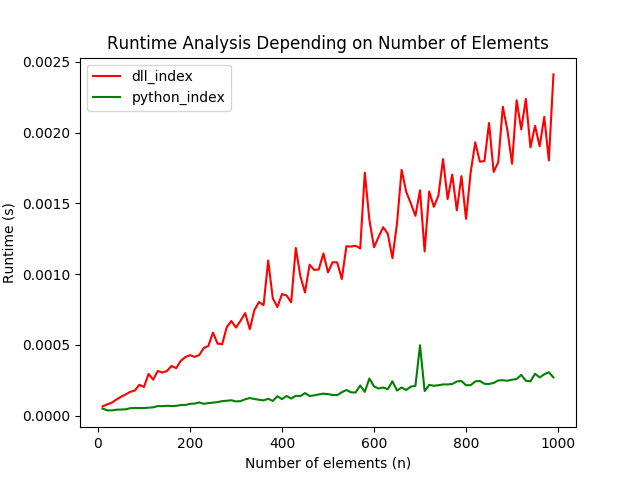 Runtime Analysis Depending on Number of Elements
dll_index
python_index
0.0025
0.0020
0.0015
0.0010
0.0005
0.0000
Runtime (s)
0 200 400 600 800 1000
Number of elements (n)